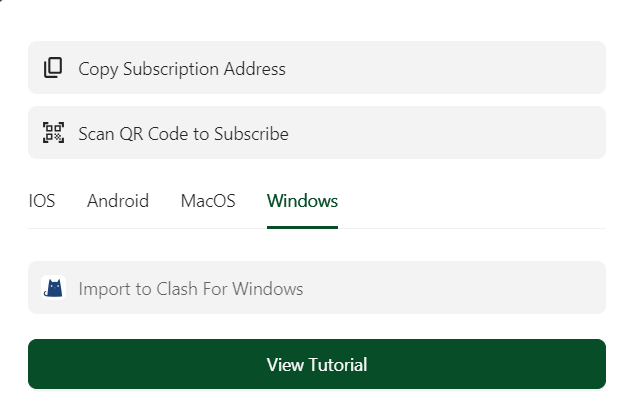 Copy Subscription Address
Scan QR Code to Subscribe
IOS Android MacOS Windows
Import to Clash For Windows
View Tutorial